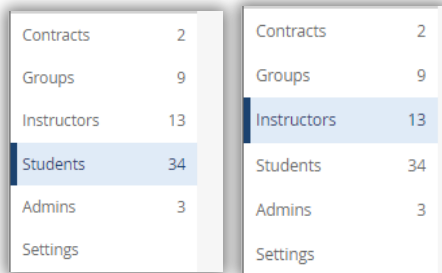 Contracts 2
Groups 9
Instructors 13
Students 34
Admins 3
Settings
Contracts 2
Groups 9
Instructors 13
Students 34
Admins 3
Settings